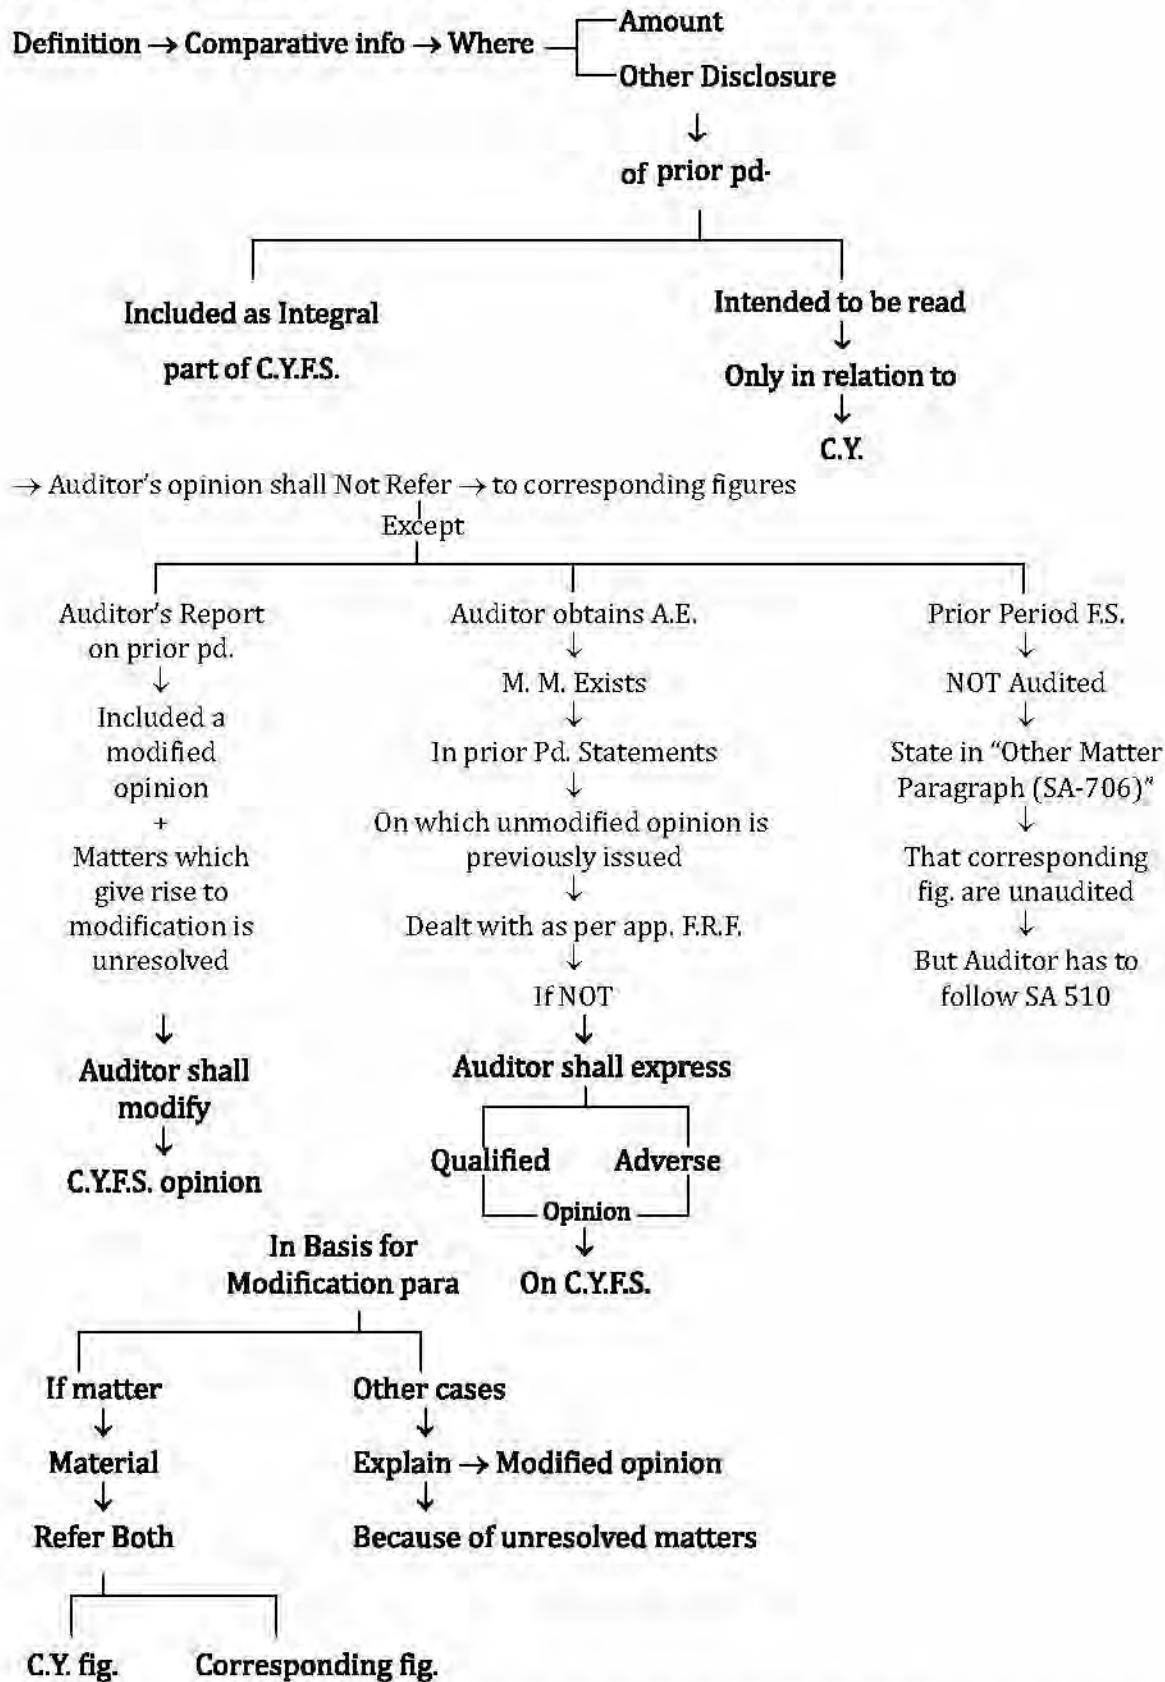 Definition → Comparative info → Where
Amount
Other Disclosure
↓
of prior pd.
Included as Integral
part of C.Y.F.S.
Intended to be read
↓
Only in relation to
↓
C.Y.
→ Auditor's opinion shall Not Refer → to corresponding figures
Except
Auditor's Report
on prior pd.
↓
Included a
modified
opinion
+
Matters which
give rise to
modification is
unresolved
↓
Auditor shall
modify
↓
C.Y.F.S. opinion
Auditor obtains A.E.
↓
M. M. Exists
↓
In prior Pd. Statements
↓
On which unmodified opinion is
previously issued
↓
Dealt with as per app. F.R.F.
↓
If NOT
↓
Auditor shall express
Qualified Adverse
Opinion
↓
On C.Y.F.S.
Prior Period F.S.
↓
NOT Audited
↓
State in "Other Matter
Paragraph (SA-706)"
↓
That corresponding
fig. are unaudited
↓
But Auditor has to
follow SA 510
In Basis for
Modification para
If matter
↓
Material
↓
Refer Both
C.Y. fig. Corresponding fig.
Other cases
↓
Explain → Modified opinion
↓
Because of unresolved matters